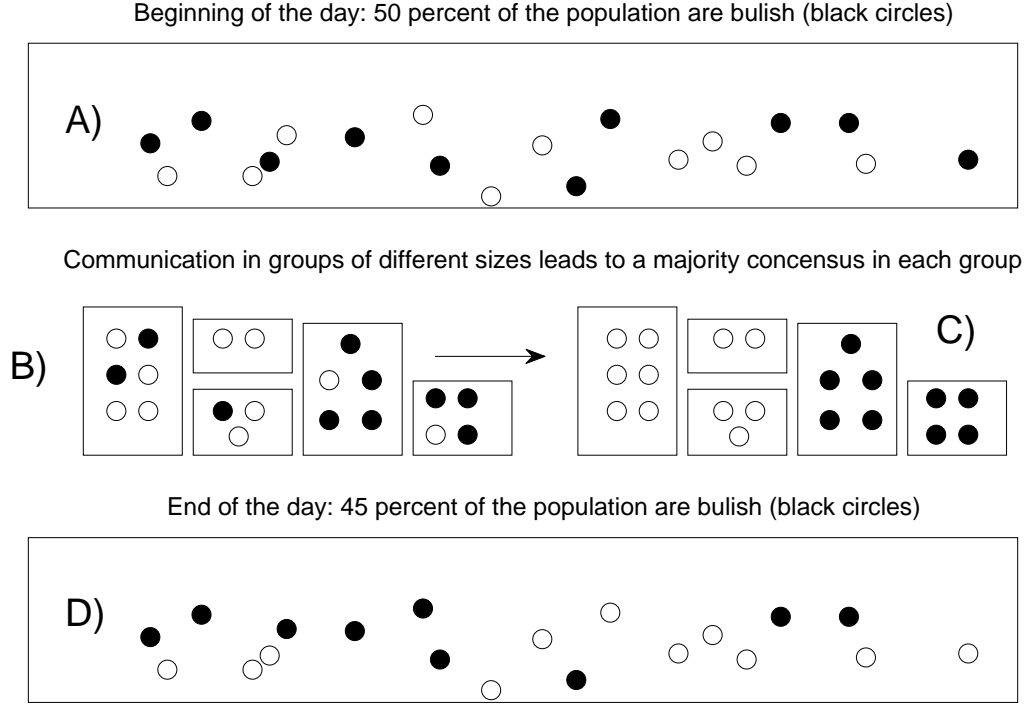 Beginning of the day: 50 percent of the population are bulish (black circles)
A)
Communication in groups of different sizes leads to a majority concensus in each group
B)
C)
End of the day: 45 percent of the population are bulish (black circles)
D)